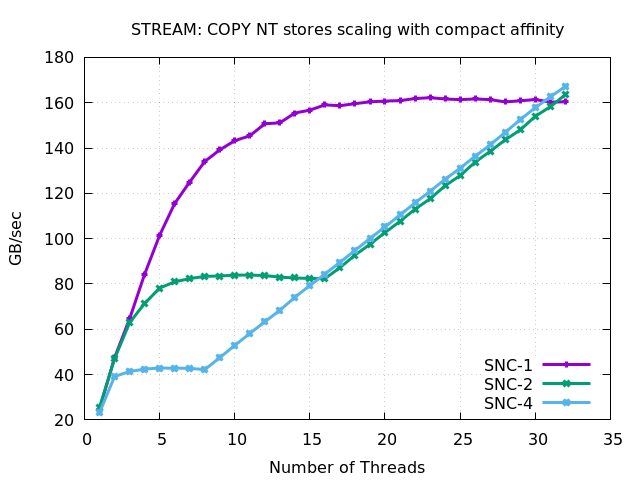 STREAM: COPY NT stores scaling with compact affinity
180
160
140
120
100
80
60
40
20
GB/sec
SNC-1
SNC-2
SNC-4
0 5 10 15 20 25 30 35
Number of Threads